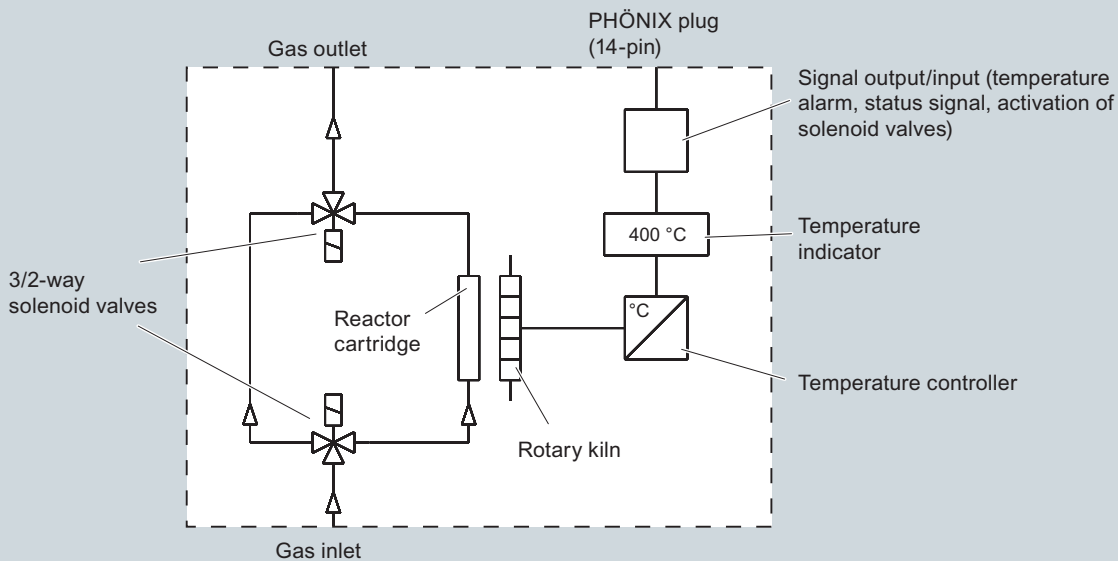 PHÖNIX plug
(14-pin)
Gas outlet
Signal output/input (temperature
alarm, status signal, activation of
solenoid valves)
400 °C
Temperature
indicator
3/2-way
solenoid valves
Reactor
cartridge
°C
Temperature controller
Rotary kiln
Gas inlet